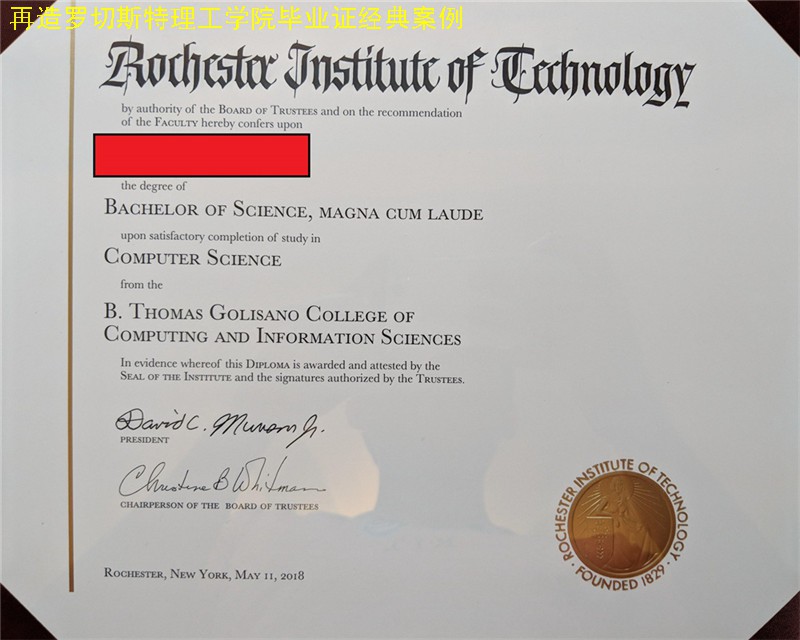 再造罗切斯特理工学院毕业证经典案例
Rochester Institute of Technology
by authority of the BOARD OF TRUSTEES and on the recommendation
of the FACULTY hereby confers upon
the degree of
BACHELOR OF SCIENCE, MAGNA CUM LAUDE
upon satisfactory completion of study in
COMPUTER SCIENCE
from the
B. THOMAS GOLISANO COLLEGE OF
COMPUTING AND INFORMATION SCIENCES
In evidence whereof this DIPLOMA is awarded and attested by the
SEAL OF THE INSTITUTE and the signatures authorized by the TRUSTEES.
David C. Munson Jr.
PRESIDENT
Christine B Whitman
CHAIRPERSON OF THE BOARD OF TRUSTEES
ROCHESTER INSTITUTE OF TECHNOLOGY
· FOUNDED 1829 ·
ROCHESTER, NEW YORK, MAY 11, 2018